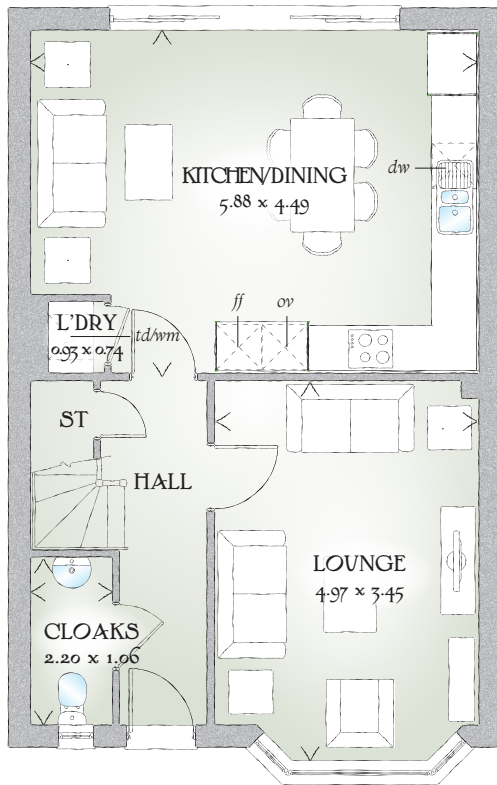 KITCHEN/DINING
5.88 x 4.49
dw
ff
ov
L'DRY
0.93 x 0.74
td/wm
ST
HALL
LOUNGE
4.97 x 3.45
CLOAKS
2.20 x 1.06